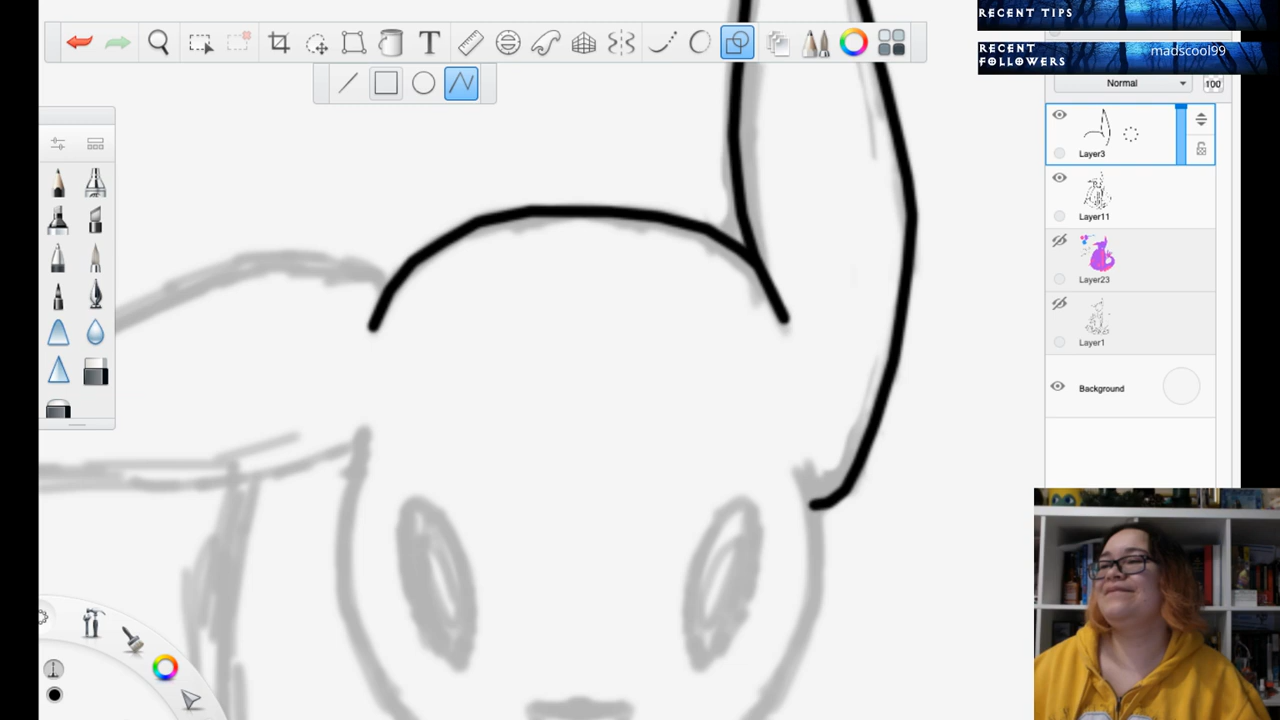 RECENT TIPS
RECENT FOLLOWERS
madscool99
Normal
100
Layer3
Layer11
Layer23
Layer1
Background